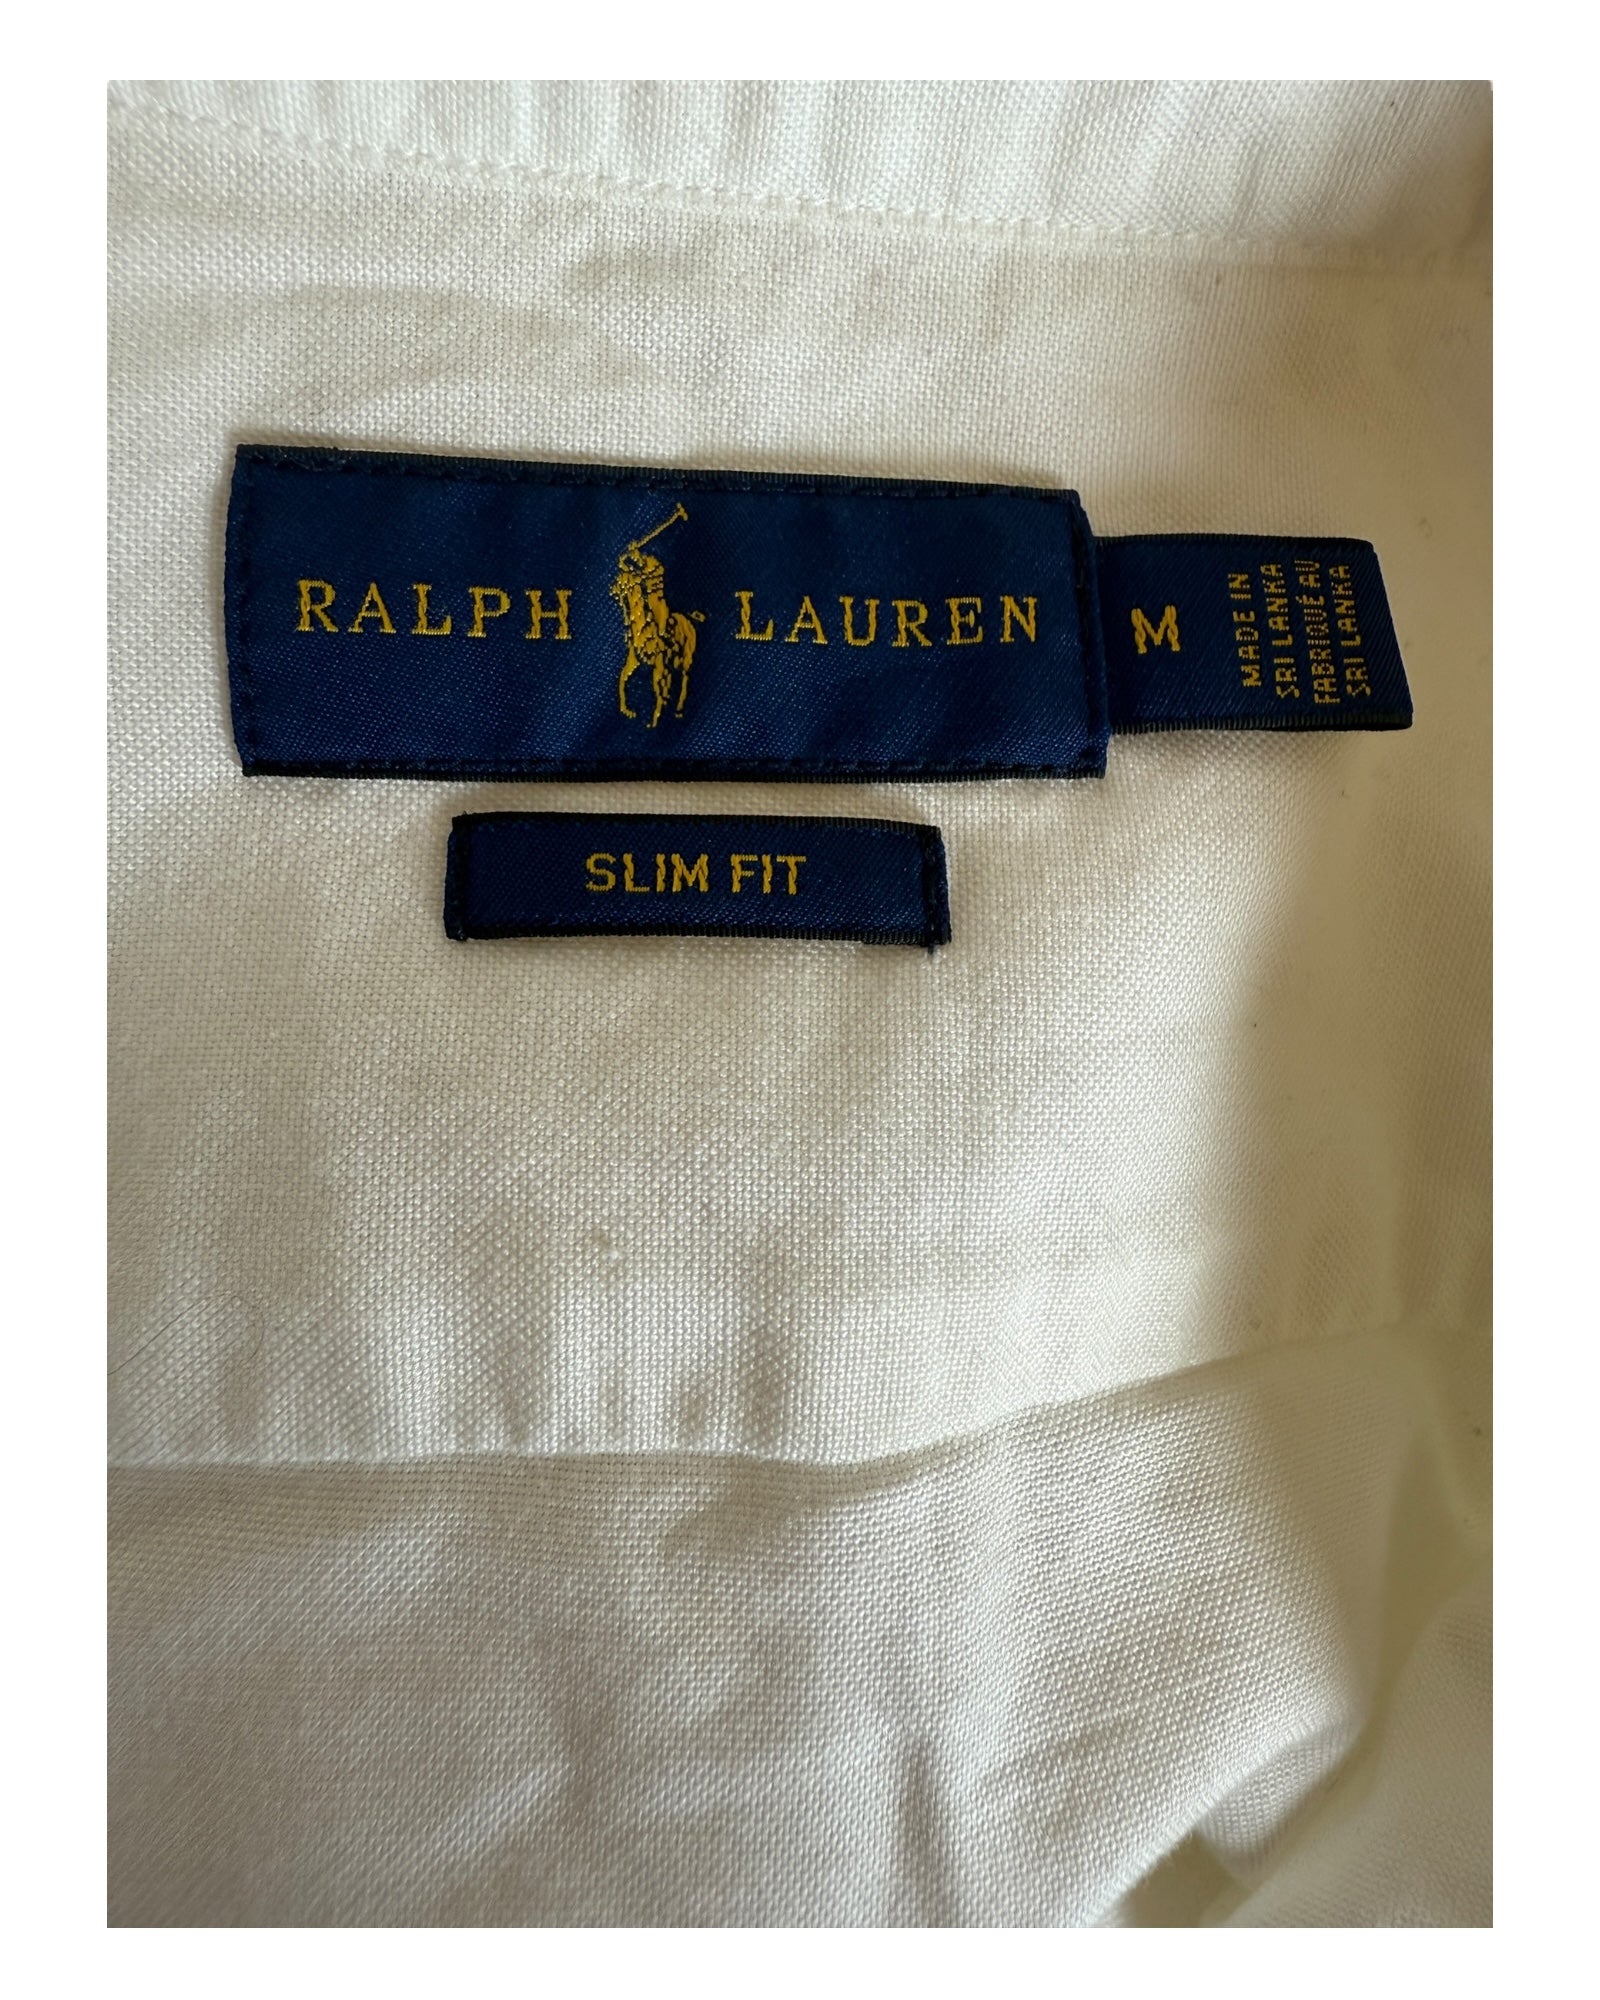 RALPH LAUREN
M
MADE IN
SRI LANKA
FABRIQUÉ AU
SRI LANKA
SLIM FIT